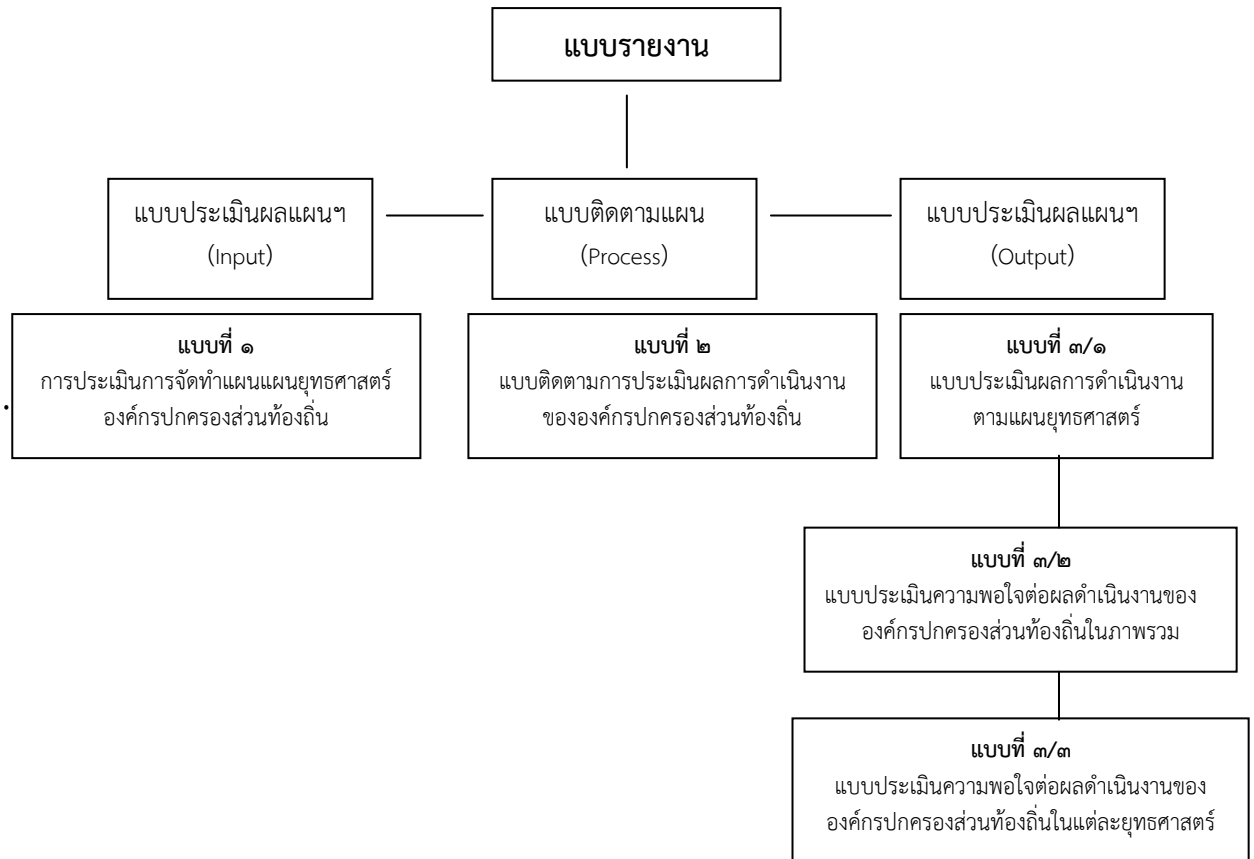 แบบรายงาน
แบบประเมินผลแผนฯ
(Input)
แบบติดตามแผน
(Process)
แบบประเมินผลแผนฯ
(Output)
แบบที่ ๑
การประเมินการจัดทำแผนแผนยุทธศาสตร์
องค์กรปกครองส่วนท้องถิ่น
แบบที่ ๒
แบบติดตามการประเมินผลการดำเนินงาน
ขององค์กรปกครองส่วนท้องถิ่น
แบบที่ ๓/๑
แบบประเมินผลการดำเนินงาน
ตามแผนยุทธศาสตร์
แบบที่ ๓/๒
แบบประเมินความพอใจต่อผลดำเนินงานของ
องค์กรปกครองส่วนท้องถิ่นในภาพรวม
แบบที่ ๓/๓
แบบประเมินความพอใจต่อผลดำเนินงานของ
องค์กรปกครองส่วนท้องถิ่นในแต่ละยุทธศาสตร์